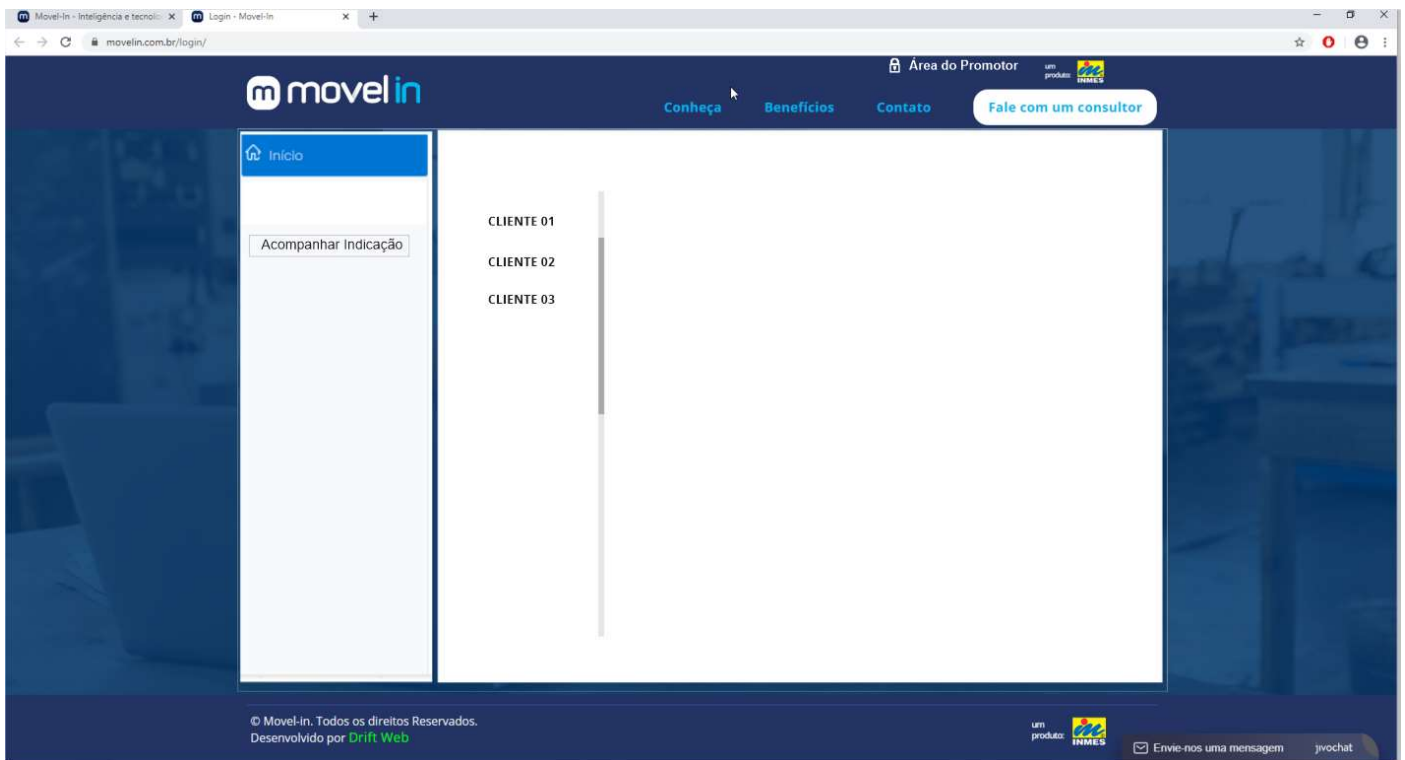 Movel-In - Inteligência e tecnolo
Login - Movel-In
movelin.com.br/login/
movel in
Área do Promotor
um
produto:
INMES
Conheça
Benefícios
Contato
Fale com um consultor
Início
Acompanhar Indicação
CLIENTE 01
CLIENTE 02
CLIENTE 03
© Movel-in. Todos os direitos Reservados.
Desenvolvido por Drift Web
um
produto:
INMES
Envie-nos uma mensagem
jivochat